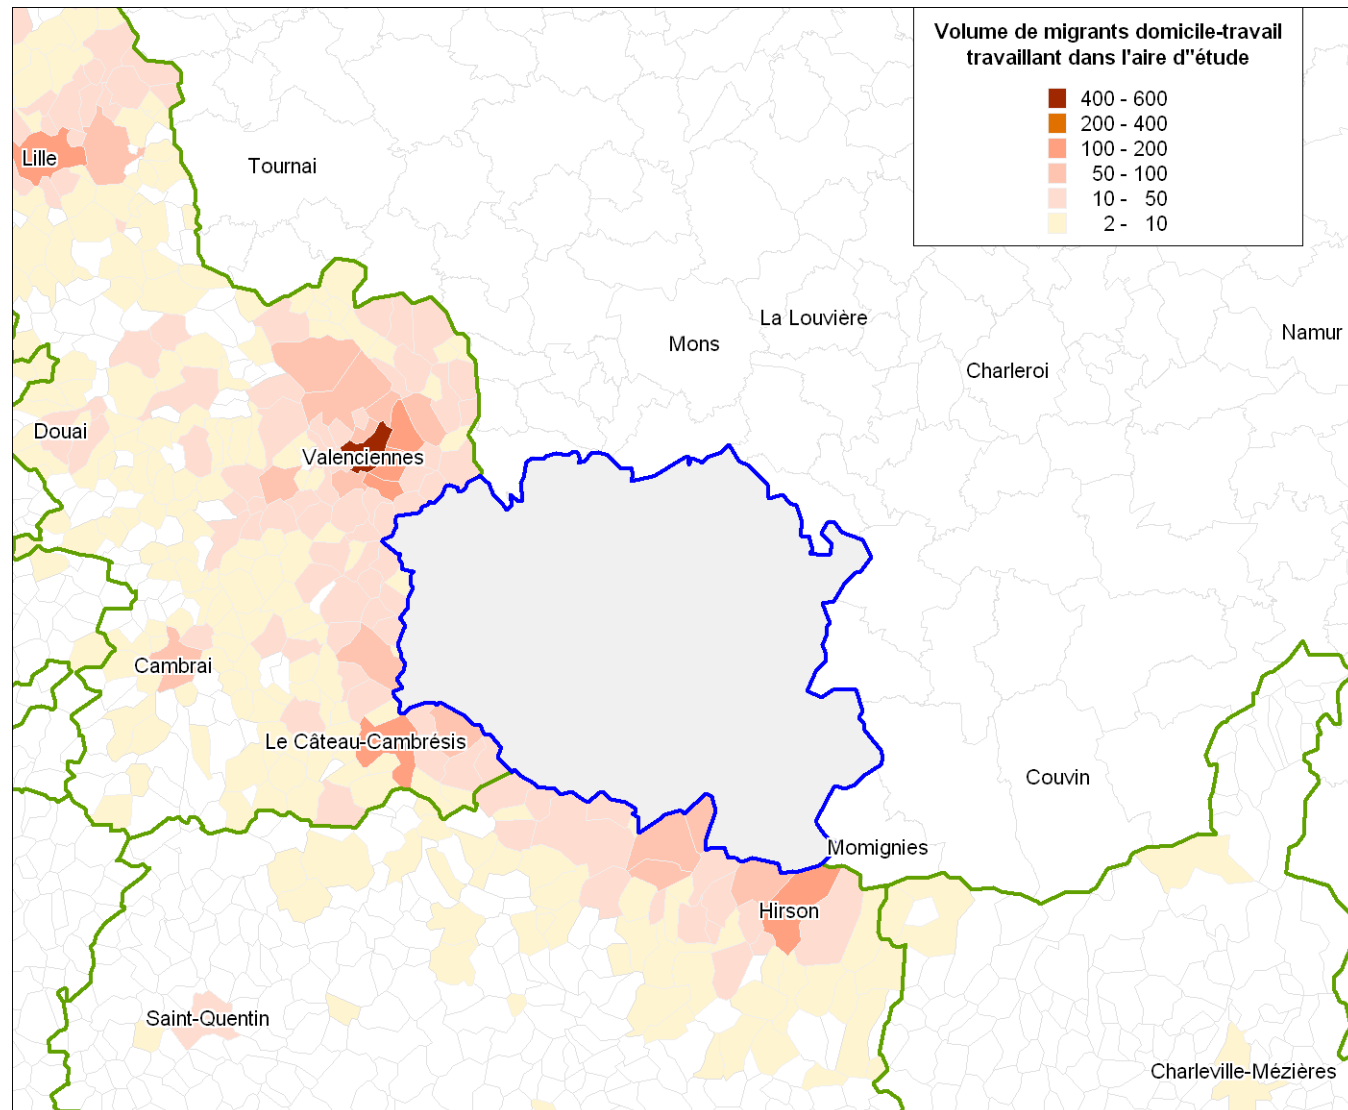 Volume de migrants domicile-travail
travaillant dans l'aire d"étude
400 - 600
200 - 400
100 - 200
50 - 100
10 - 50
2 - 10
Lille
Tournai
La Louvière
Namur
Mons
Charleroi
Douai
Valenciennes
Cambrai
Le Câteau-Cambrésis
Couvin
Momignies
Hirson
Saint-Quentin
Charleville-Mézières